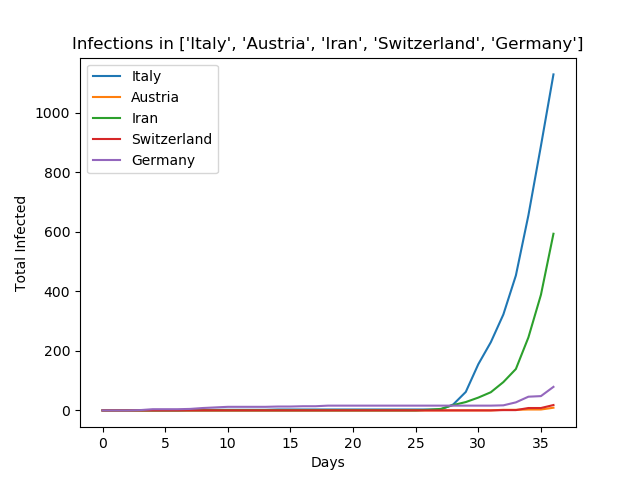 Infections in ['Italy', 'Austria', 'Iran', 'Switzerland', 'Germany']
Italy
Austria
Iran
Switzerland
Germany
1000
800
600
400
200
0
Total Infected
0 5 10 15 20 25 30 35
Days